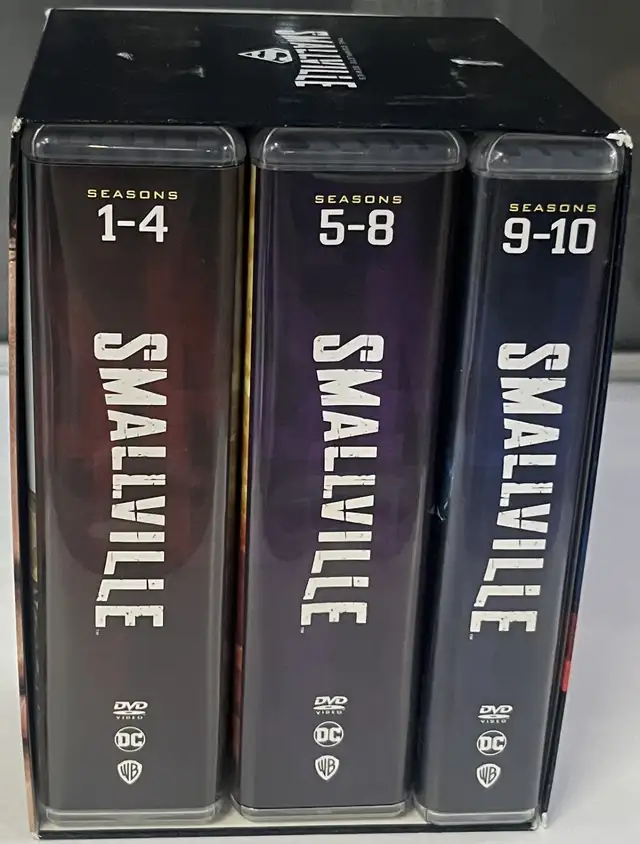 SMALLVILLE
SEASONS
1-4
SMALLVILLE
DVD
VIDEO
DC
WB
SEASONS
5-8
SMALLVILLE
DVD
VIDEO
DC
WB
SEASONS
9-10
SMALLVILLE
DVD
VIDEO
DC
WB